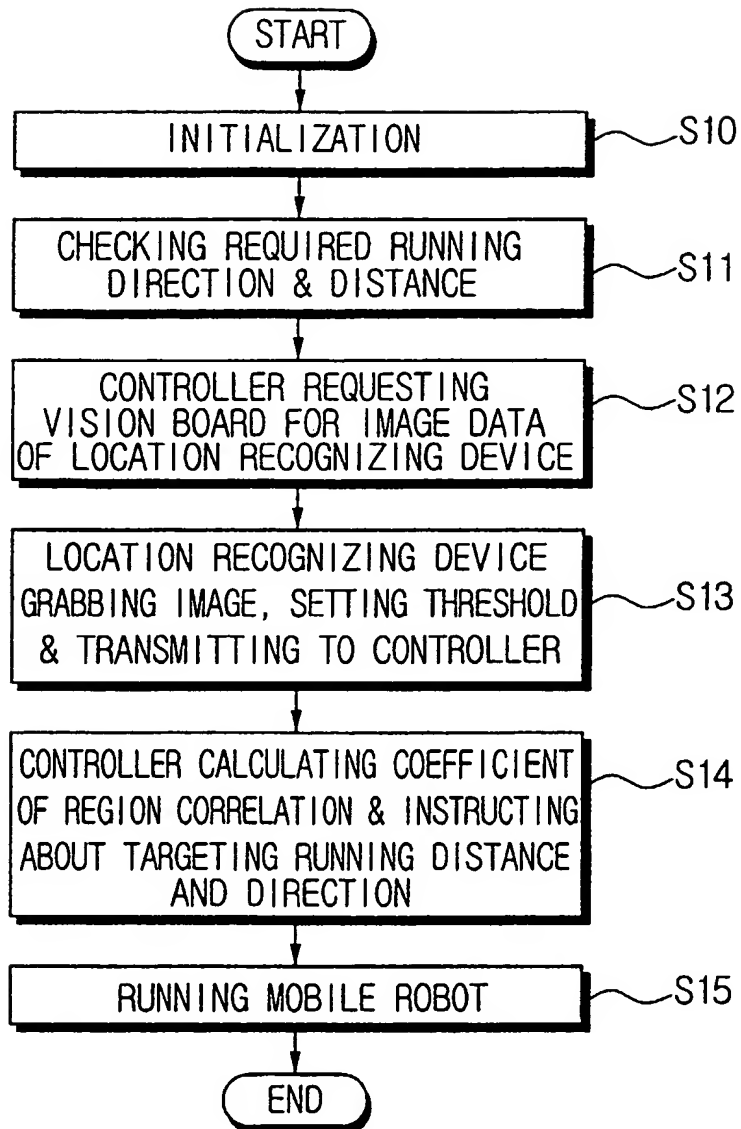 START
INITIALIZATION
S10
CHECKING REQUIRED RUNNING
DIRECTION & DISTANCE
S11
CONTROLLER REQUESTING
VISION BOARD FOR IMAGE DATA
OF LOCATION RECOGNIZING DEVICE
S12
LOCATION RECOGNIZING DEVICE
GRABBING IMAGE, SETTING THRESHOLD
& TRANSMITTING TO CONTROLLER
S13
CONTROLLER CALCULATING COEFFICIENT
OF REGION CORRELATION & INSTRUCTING
ABOUT TARGETING RUNNING DISTANCE
AND DIRECTION
S14
RUNNING MOBILE ROBOT
S15
END